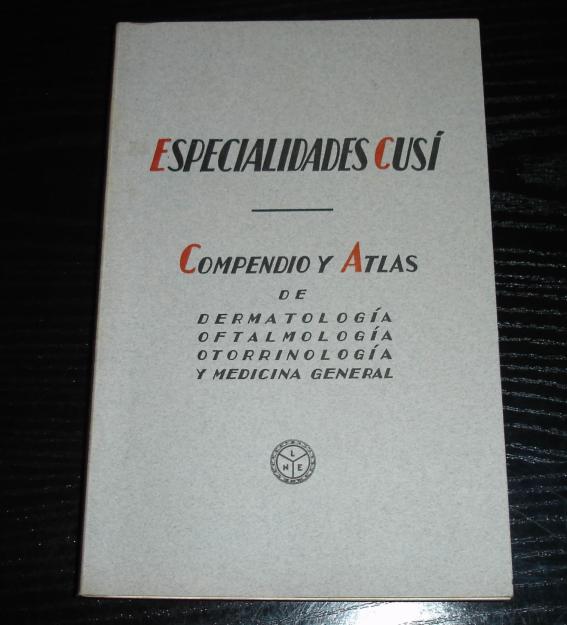 ESPECIALIDADES CUSÍ
COMPENDIO Y ATLAS
DE
DERMATOLOGÍA
OFTALMOLOGÍA
OTORRINOLOGÍA
Y MEDICINA GENERAL
L
N E